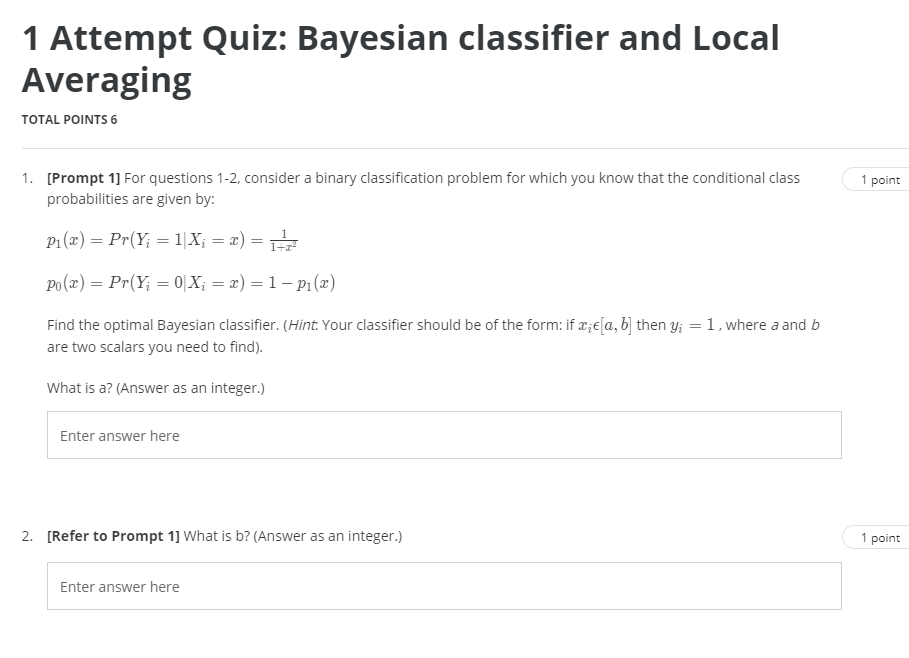 1 Attempt Quiz: Bayesian classifier and Local
Averaging
TOTAL POINTS 6
1. [Prompt 1] For questions 1-2, consider a binary classification problem for which you know that the conditional class
1 point
probabilities are given by:
p₁(x) = Pr(Yᵢ = 1|Xᵢ = x) = 1/(1+x²)
p₀(x) = Pr(Yᵢ = 0|Xᵢ = x) = 1 − p₁(x)
Find the optimal Bayesian classifier. (Hint: Your classifier should be of the form: if xᵢϵ[a, b] then yᵢ = 1 , where a and b
are two scalars you need to find).
What is a? (Answer as an integer.)
Enter answer here
2. [Refer to Prompt 1] What is b? (Answer as an integer.)
1 point
Enter answer here